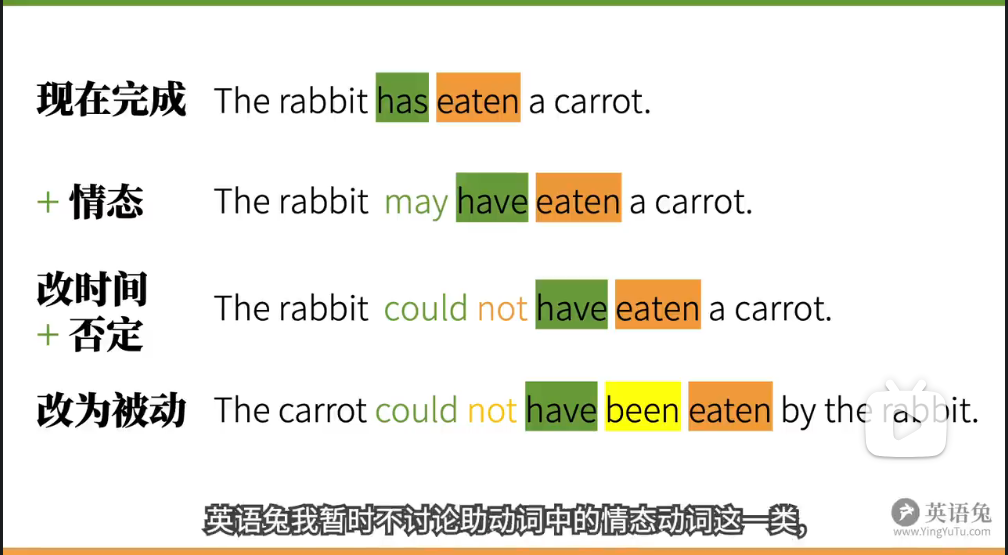 现在完成 The rabbit has eaten a carrot.
+ 情态 The rabbit may have eaten a carrot.
改时间
+ 否定 The rabbit could not have eaten a carrot.
改为被动 The carrot could not have been eaten by the rabbit.
英语兔我暂时不讨论助动词中的情态动词这一类,
英语兔
www.YingYuTu.com